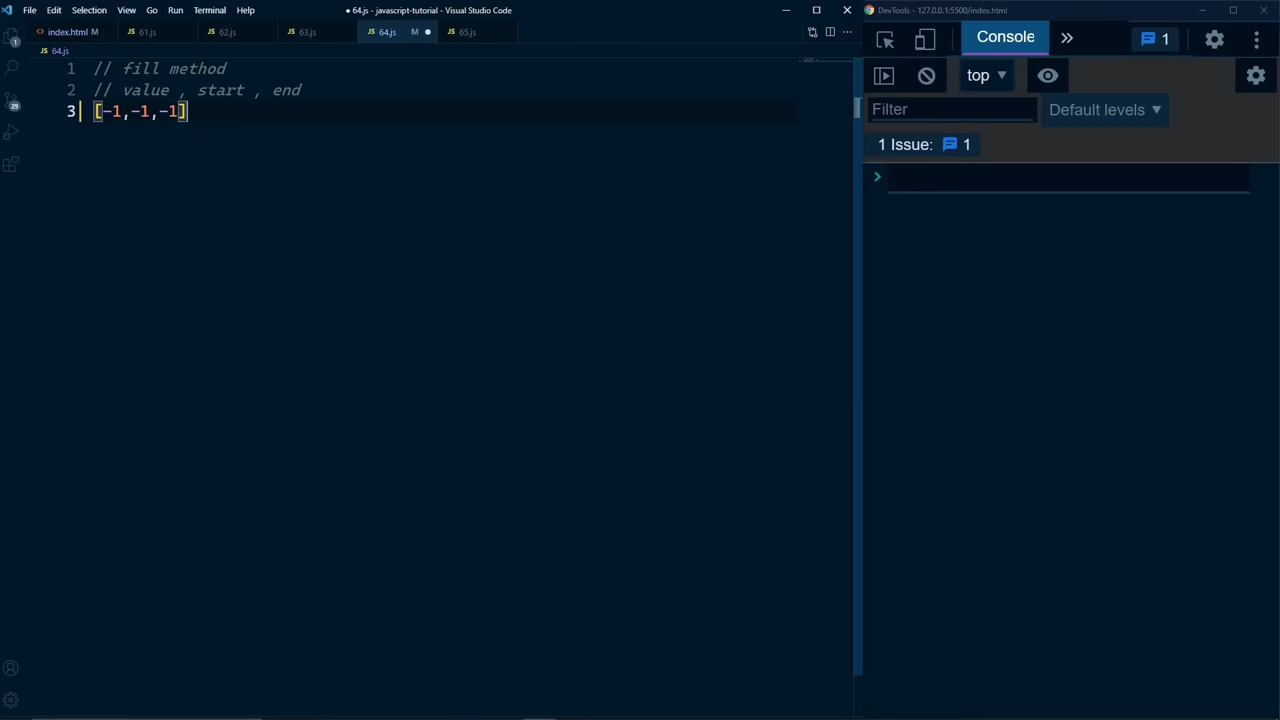 File Edit Selection View Go Run Terminal Help ● 64.js - javascript-tutorial - Visual Studio Code
DevTools - 127.0.0.1:5500/index.html
index.html M JS 61.js JS 62.js JS 63.js JS 64.js M ● JS 65.js
Console » 1
JS 64.js
1 // fill method
2 // value , start , end
3 [-1,-1,-1]
top ▼
Filter Default levels ▼
1 Issue: 1
>
1
29